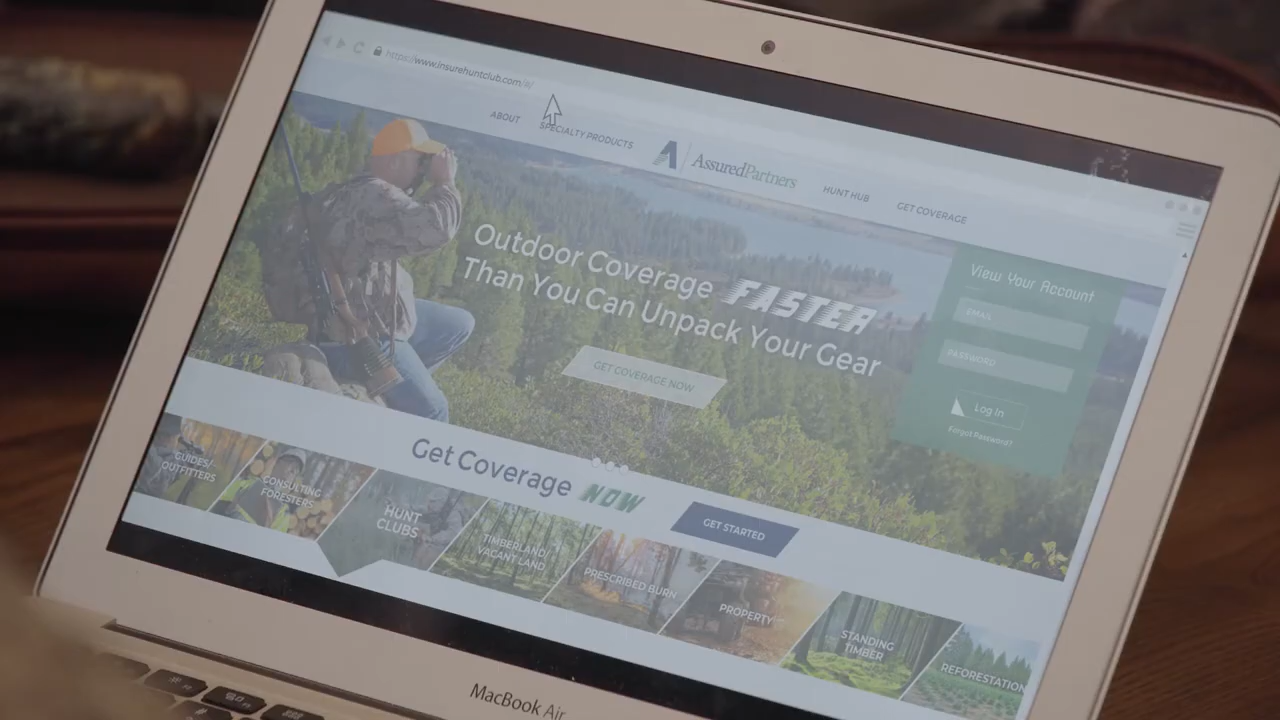 https://www.insurehuntclub.com/#/
ABOUT
SPECIALTY PRODUCTS
AssuredPartners
HUNT HUB
GET COVERAGE
Outdoor Coverage FASTER
Than You Can Unpack Your Gear
GET COVERAGE NOW
View Your Account
EMAIL
PASSWORD
Log In
Forgot Password?
Get Coverage NOW
GET STARTED
GUIDES/
OUTFITTERS
CONSULTING
FORESTERS
HUNT
CLUBS
TIMBERLAND/
VACANT LAND
PRESCRIBED BURN
PROPERTY
STANDING
TIMBER
REFORESTATION
MacBook Air